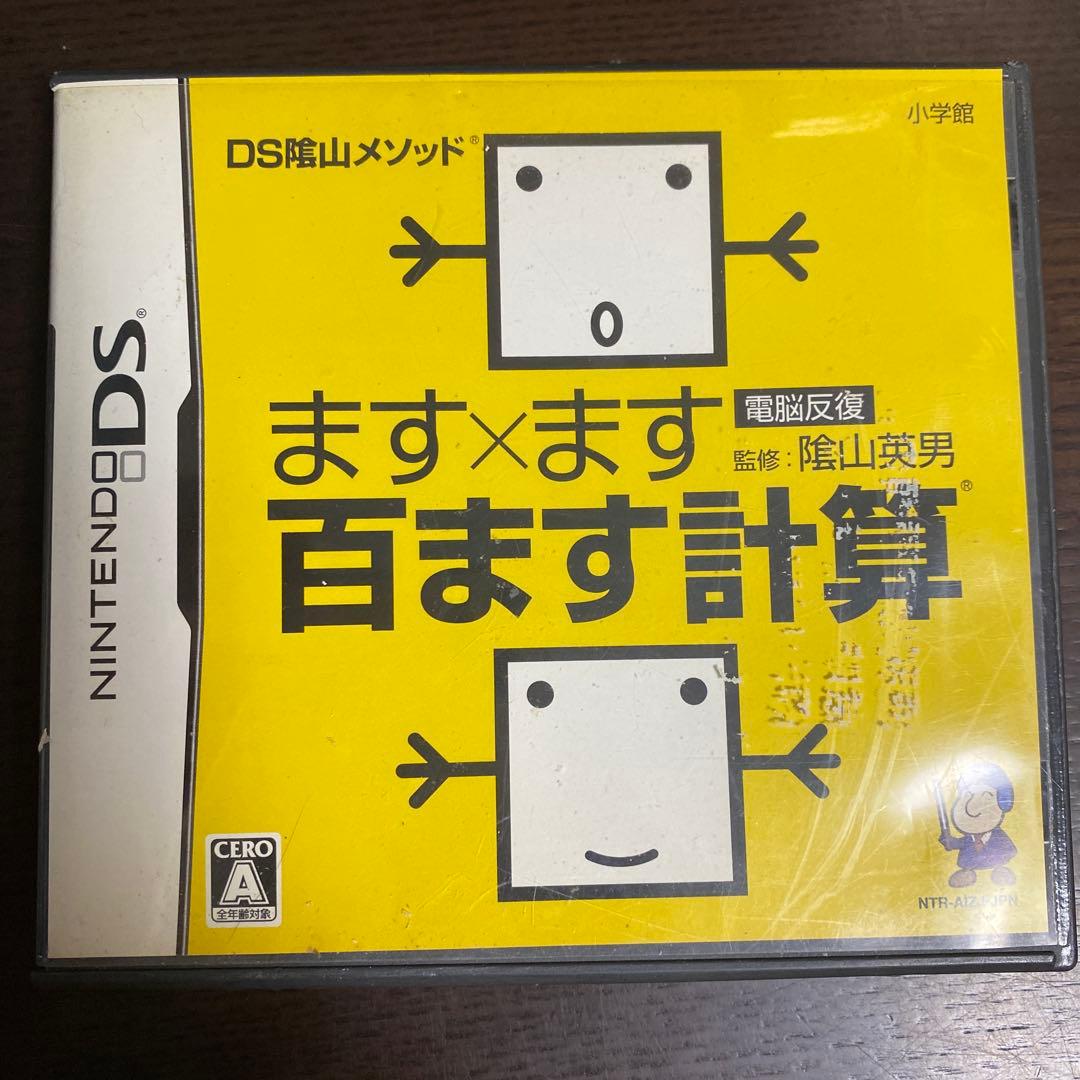 小学館
DS陰山メソッド®
ます×ます
電脳反復
監修:陰山英男
百ます計算®
NINTENDO DS®
CERO
A
全年齢対象